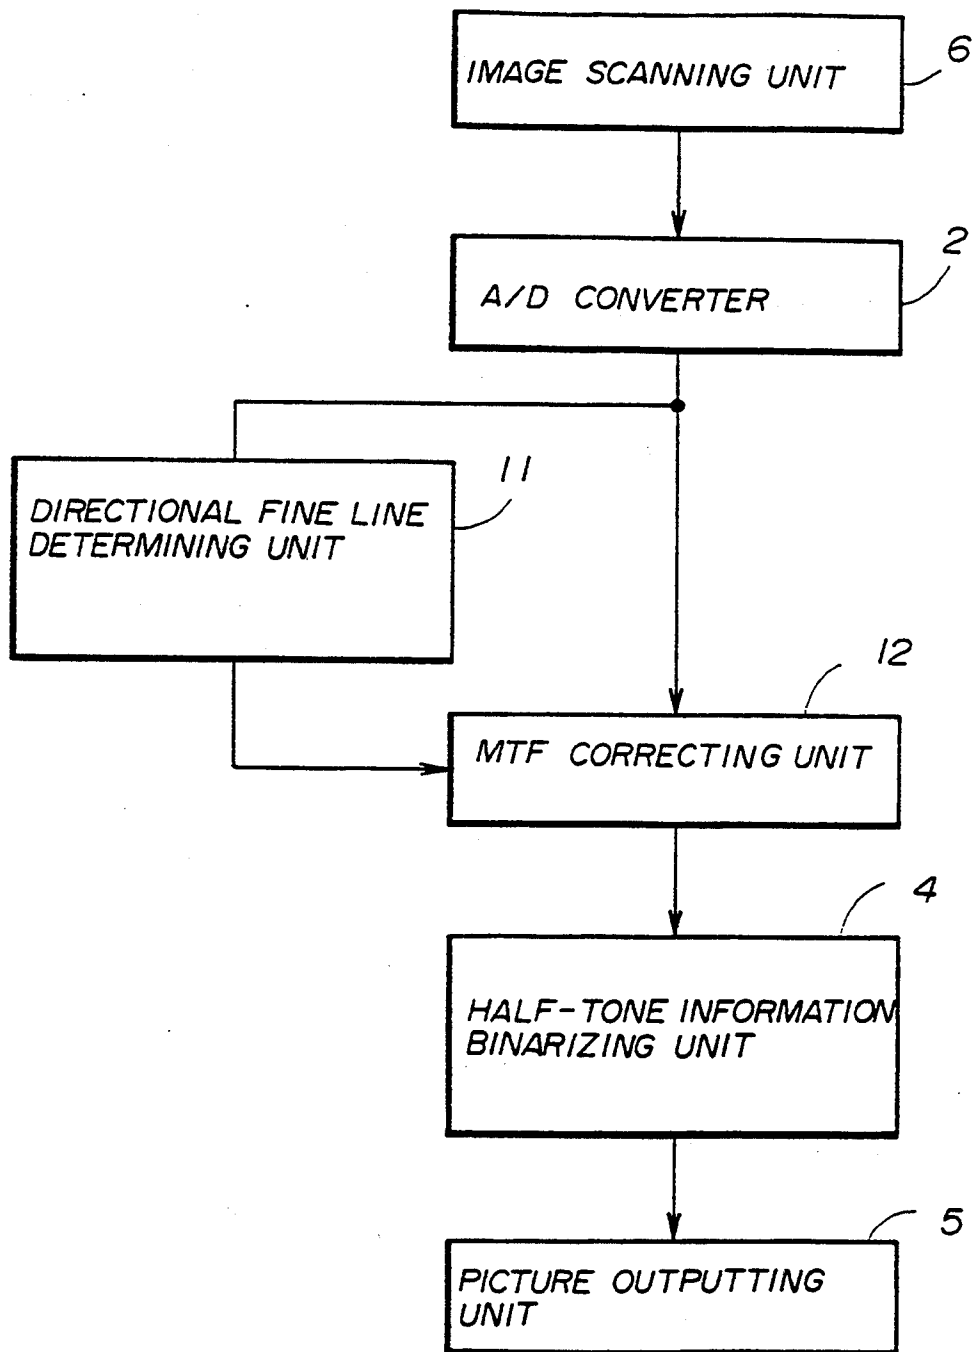 IMAGE SCANNING UNIT
6
A/D CONVERTER
2
DIRECTIONAL FINE LINE
DETERMINING UNIT
11
MTF CORRECTING UNIT
12
HALF-TONE INFORMATION
BINARIZING UNIT
4
PICTURE OUTPUTTING
UNIT
5